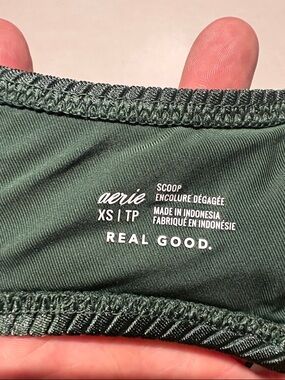 aerie
XS | TP
SCOOP
ENCOLURE DÉGAGÉE
MADE IN INDONESIA
FABRIQUÉ EN INDONÉSIE
REAL GOOD.